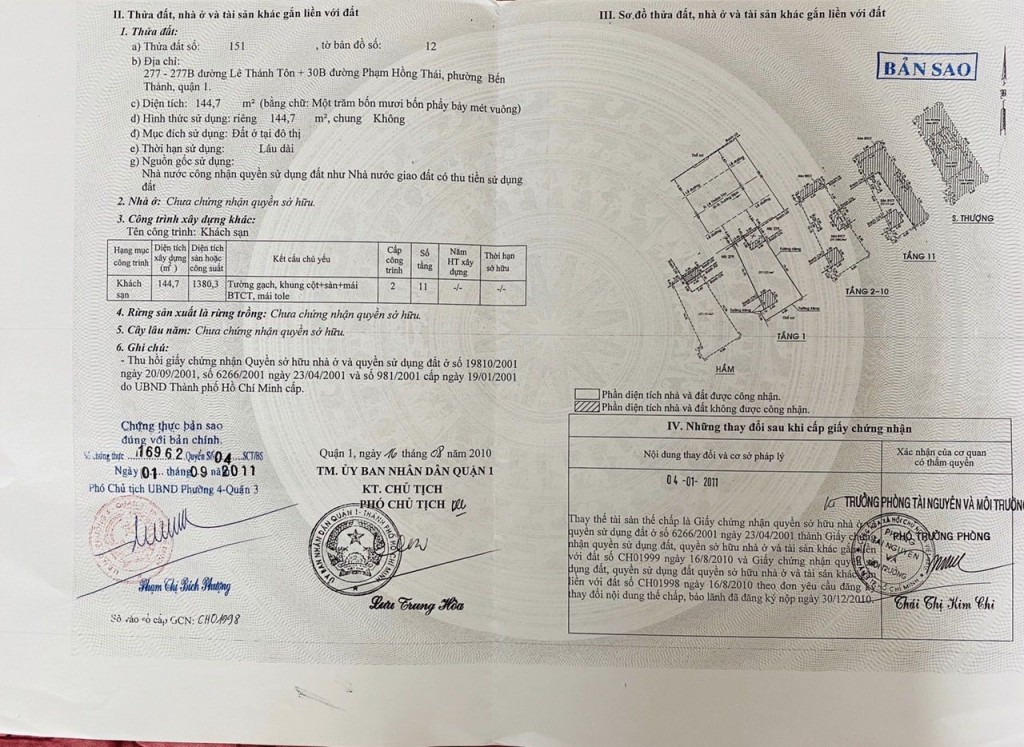 II. Thửa đất, nhà ở và tài sản khác gắn liền với đất
1. Thửa đất:
a) Thửa đất số: 151 , tờ bản đồ số: 12
b) Địa chỉ:
277 - 277B đường Lê Thánh Tôn + 30B đường Phạm Hồng Thái, phường Bến
Thành, quận 1.
c) Diện tích: 144,7 m² (bằng chữ: Một trăm bốn mươi bốn phẩy bảy mét vuông)
d) Hình thức sử dụng: riêng 144,7 m², chung Không
đ) Mục đích sử dụng: Đất ở tại đô thị
e) Thời hạn sử dụng: Lâu dài
g) Nguồn gốc sử dụng:
Nhà nước công nhận quyền sử dụng đất như Nhà nước giao đất có thu tiền sử dụng
đất
2. Nhà ở: Chưa chứng nhận quyền sở hữu.
3. Công trình xây dựng khác:
Tên công trình: Khách sạn
Hạng mục công trình | Diện tích xây dựng (m²) | Diện tích sàn hoặc công suất | Kết cấu chủ yếu | Cấp công trình | Số tầng | Năm HT xây dựng | Thời hạn sở hữu
Khách sạn | 144,7 | 1380,3 | Tường gạch, khung cột+sàn+mái BTCT, mái tole | 2 | 11 | -/- | -/-
4. Rừng sản xuất là rừng trồng: Chưa chứng nhận quyền sở hữu.
5. Cây lâu năm: Chưa chứng nhận quyền sở hữu.
6. Ghi chú:
- Thu hồi giấy chứng nhận Quyền sở hữu nhà ở và quyền sử dụng đất ở số 19810/2001
ngày 20/09/2001, số 6266/2001 ngày 23/04/2001 và số 981/2001 cấp ngày 19/01/2001
do UBND Thành phố Hồ Chí Minh cấp.
Chứng thực bản sao
đúng với bản chính.
Số chứng thực 16962 Quyển Số 04 SCT/BS
Ngày 01 tháng 09 năm 2011
Phó Chủ tịch UBND Phường 4-Quận 3
Phạm Thị Bích Phượng
Số vào sổ cấp GCN: CH01998
Quận 1, ngày 16 tháng 08 năm 2010
TM. ỦY BAN NHÂN DÂN QUẬN 1
KT. CHỦ TỊCH
PHÓ CHỦ TỊCH
Lưu Trung Hòa
III. Sơ đồ thửa đất, nhà ở và tài sản khác gắn liền với đất
BẢN SAO
B
S. THƯỢNG
TẦNG 11
TẦNG 2-10
TẦNG 1
HẦM
Phần diện tích nhà và đất được công nhận.
Phần diện tích nhà và đất không được công nhận.
IV. Những thay đổi sau khi cấp giấy chứng nhận
Nội dung thay đổi và cơ sở pháp lý | Xác nhận của cơ quan có thẩm quyền
04 -01- 2011
TRƯỞNG PHÒNG TÀI NGUYÊN VÀ MÔI TRƯỜNG
PHÓ TRƯỞNG PHÒNG
Thay thế tài sản thế chấp là Giấy chứng nhận quyền sở hữu nhà ở
quyền sử dụng đất ở số 6266/2001 ngày 23/04/2001 thành Giấy chứng
nhận quyền sử dụng đất, quyền sở hữu nhà ở và tài sản khác gắn liền
với đất số CH01999 ngày 16/8/2010 và Giấy chứng nhận quyền
dụng đất, quyền sử dụng đất quyền sở hữu nhà ở và tài sản khác
liền với đất số CH01998 ngày 16/8/2010 theo đơn yêu cầu đăng
thay đổi nội dung thế chấp, bảo lãnh đã đăng ký nộp ngày 30/12/2010
Thái Thị Kim Chi